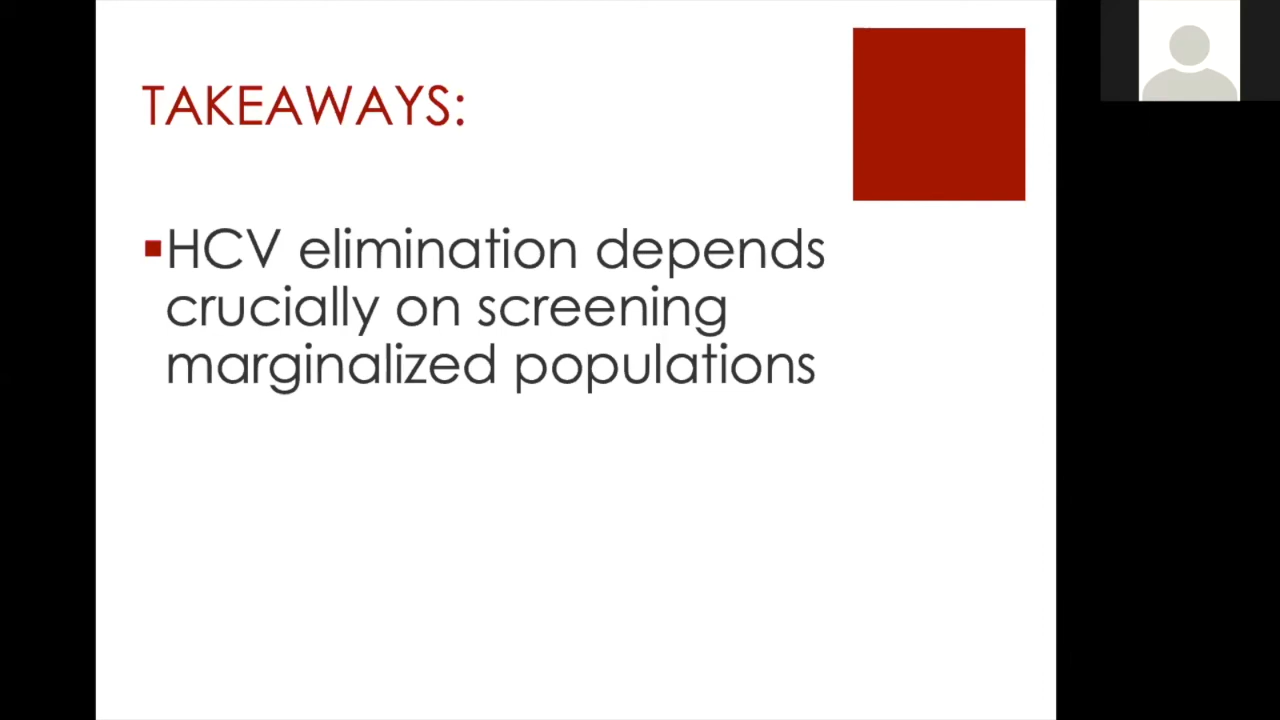 TAKEAWAYS:
▪HCV elimination depends
crucially on screening
marginalized populations